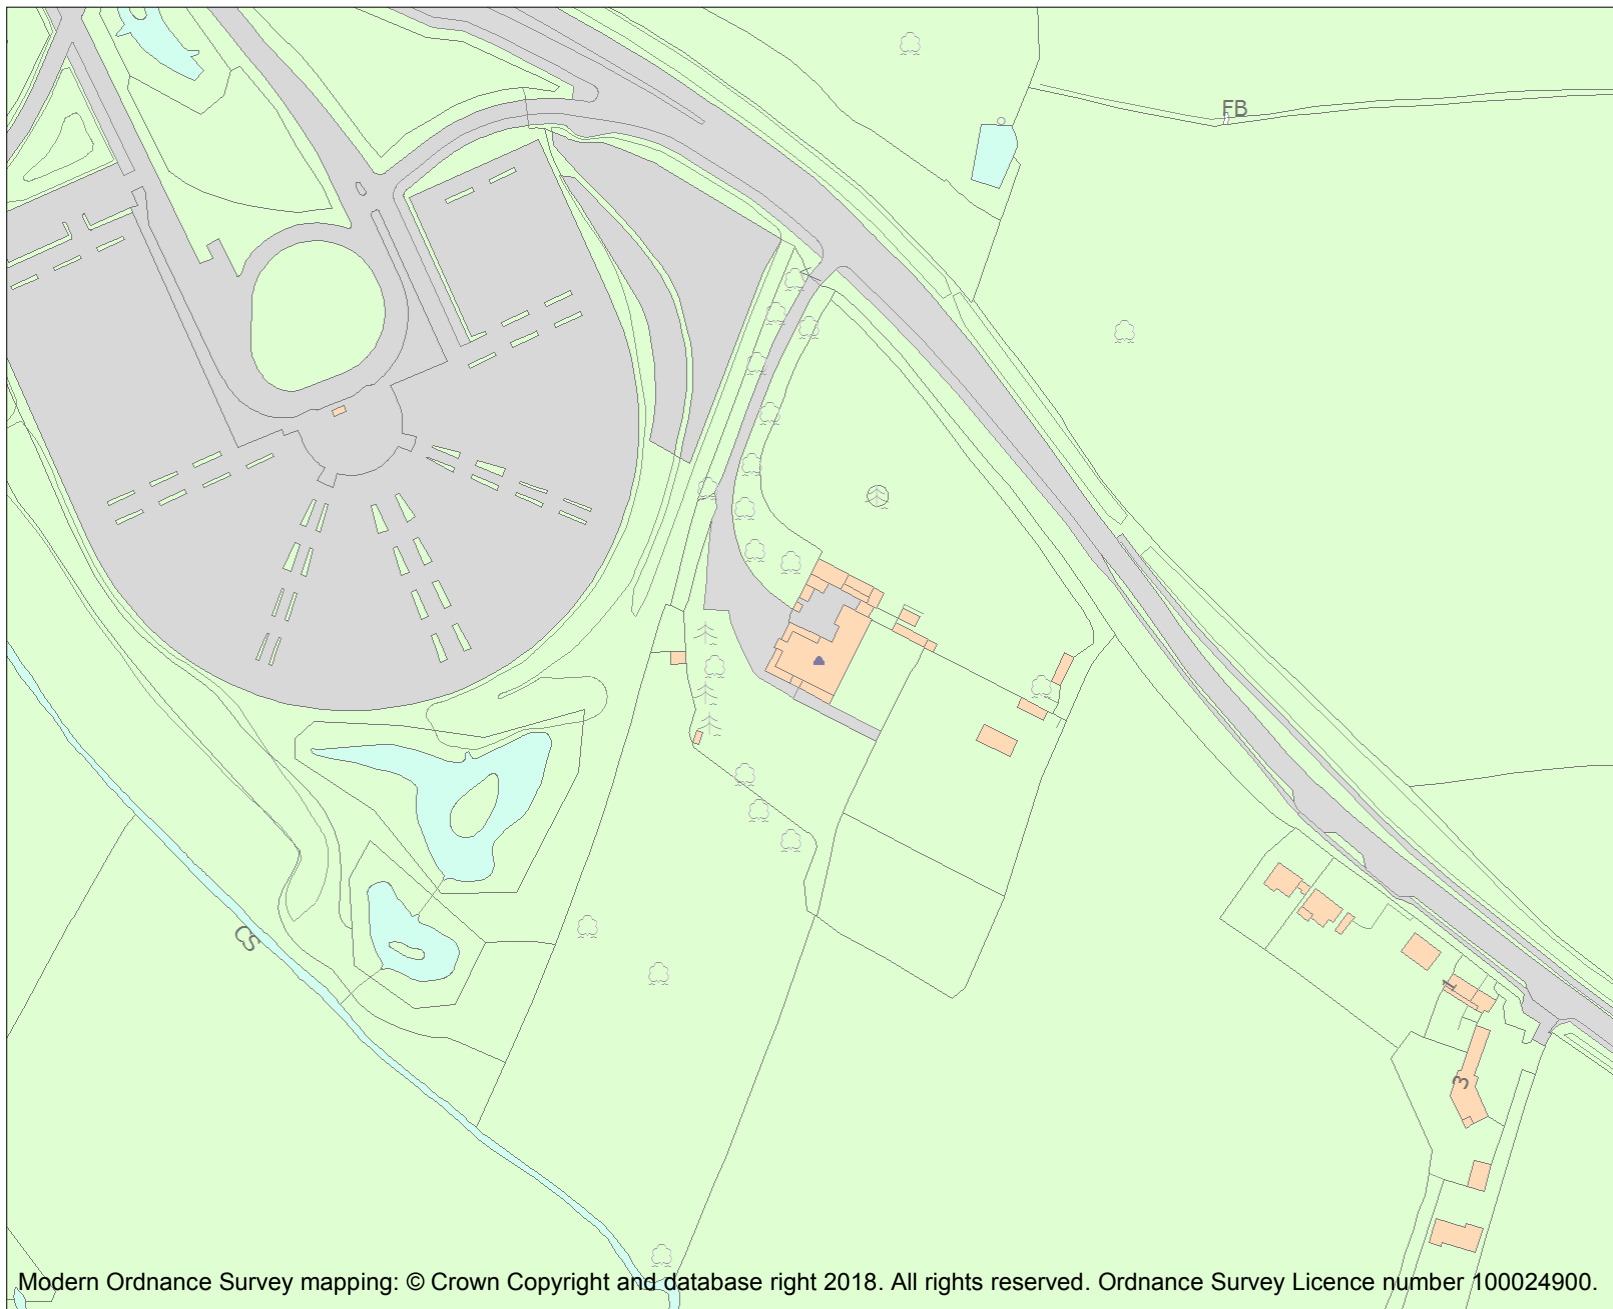 FB
CS
1
3
Modern Ordnance Survey mapping: © Crown Copyright and database right 2018. All rights reserved. Ordnance Survey Licence number 100024900.